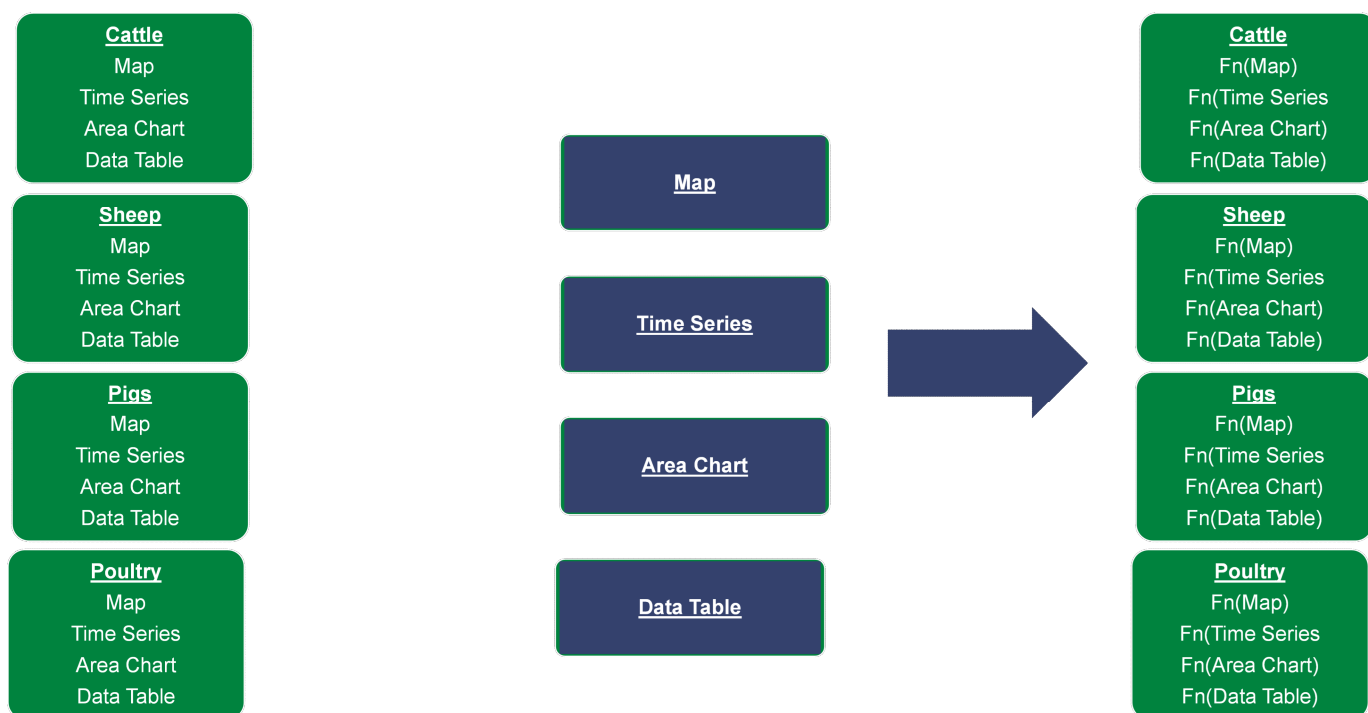 Cattle
Map
Time Series
Area Chart
Data Table
Sheep
Map
Time Series
Area Chart
Data Table
Pigs
Map
Time Series
Area Chart
Data Table
Poultry
Map
Time Series
Area Chart
Data Table
Map
Time Series
Area Chart
Data Table
Cattle
Fn(Map)
Fn(Time Series
Fn(Area Chart)
Fn(Data Table)
Sheep
Fn(Map)
Fn(Time Series
Fn(Area Chart)
Fn(Data Table)
Pigs
Fn(Map)
Fn(Time Series
Fn(Area Chart)
Fn(Data Table)
Poultry
Fn(Map)
Fn(Time Series
Fn(Area Chart)
Fn(Data Table)